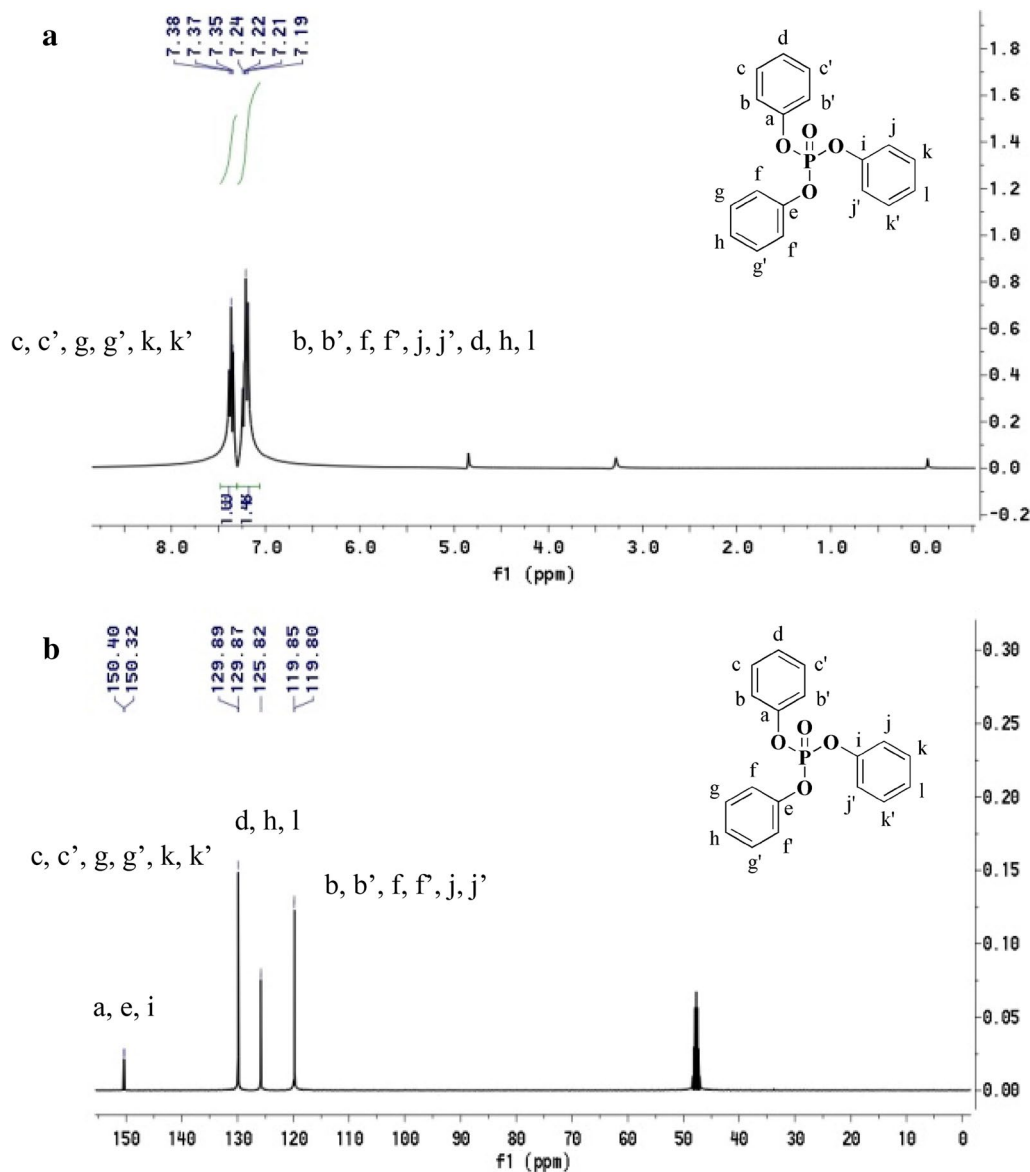 a
7.38
7.37
7.35
7.24
7.22
7.21
7.19
d
c c'
b b'
a
O
O P O
O
i
j
k
l
k'
j'
f
g
e
h
f'
g'
c, c’, g, g’, k, k’
b, b’, f, f’, j, j’, d, h, l
1.8
1.6
1.4
1.2
1.0
0.8
0.6
0.4
0.2
0.0
-0.2
8.0 7.0 6.0 5.0 4.0 3.0 2.0 1.0 0.0
f1 (ppm)
b
150.40
150.32
129.89
129.87
125.82
119.85
119.80
d
c c'
b b'
a
O
O P O
O
i
j
k
l
k'
j'
f
g
e
h
f'
g'
d, h, l
c, c’, g, g’, k, k’
b, b’, f, f’, j, j’
a, e, i
0.30
0.25
0.20
0.15
0.10
0.05
0.00
150 140 130 120 110 100 90 80 70 60 50 40 30 20 10 0
f1 (ppm)